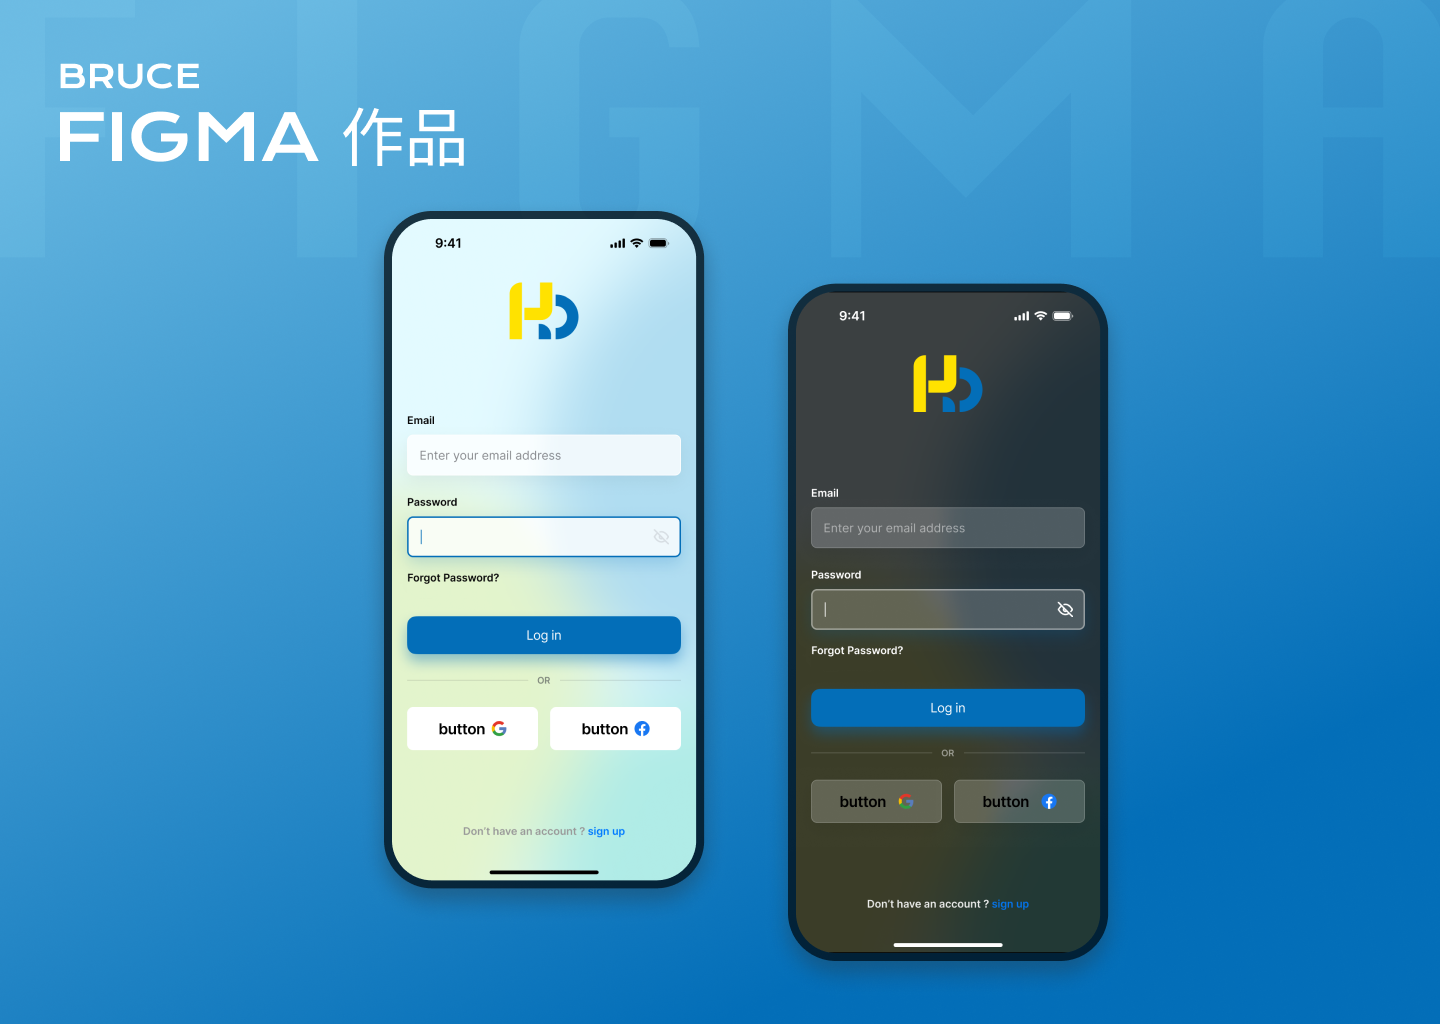 FIGMA
BRUCE
FIGMA 作品
9:41
Email
Enter your email address
Password
Forgot Password?
Log in
OR
button
button
Don't have an account ? sign up
9:41
Email
Enter your email address
Password
Forgot Password?
Log in
OR
button
button
Don't have an account ? sign up